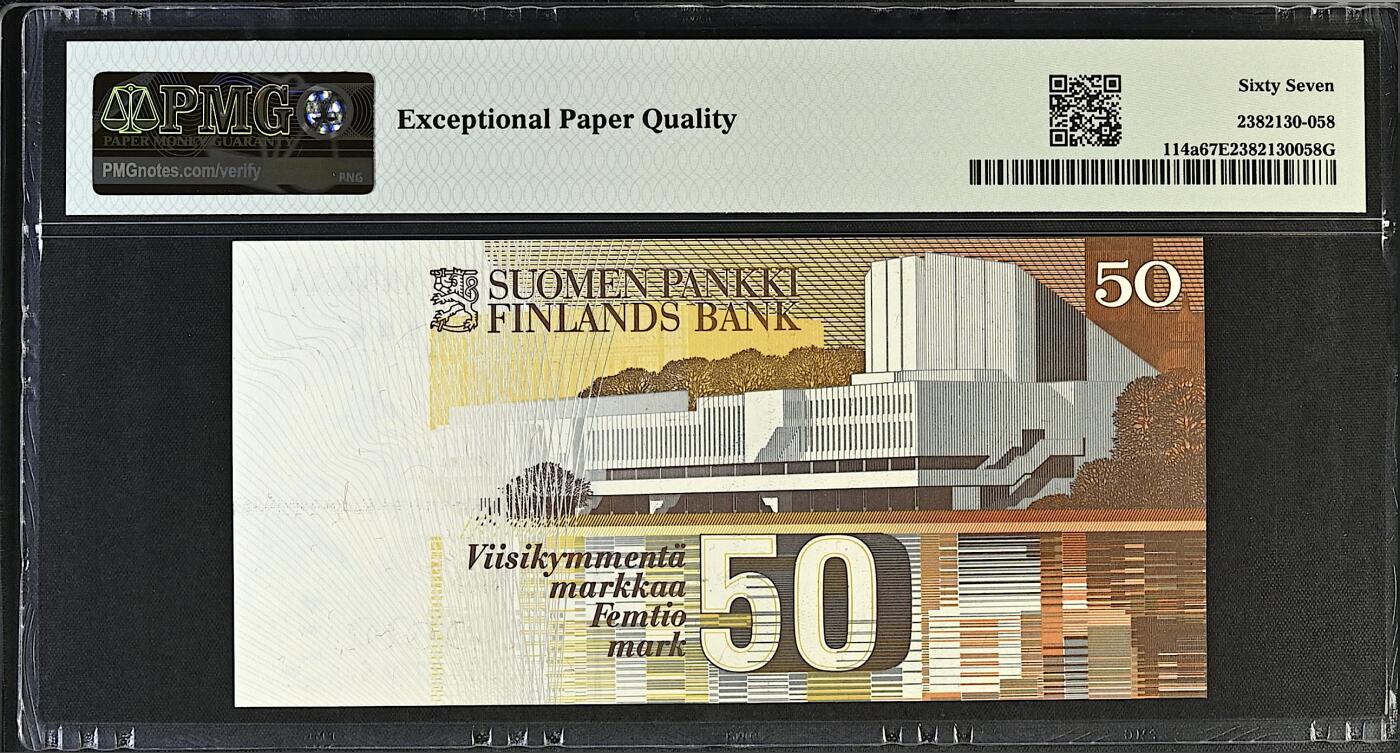 PMG
PAPER MONEY GUARANTY
PMGnotes.com/verify
PNG
Exceptional Paper Quality
Sixty Seven
2382130-058
114a67E2382130058G
SUOMEN PANKKI
FINLANDS BANK
50
Viisikymmentä
markkaa
Femtio
mark
50